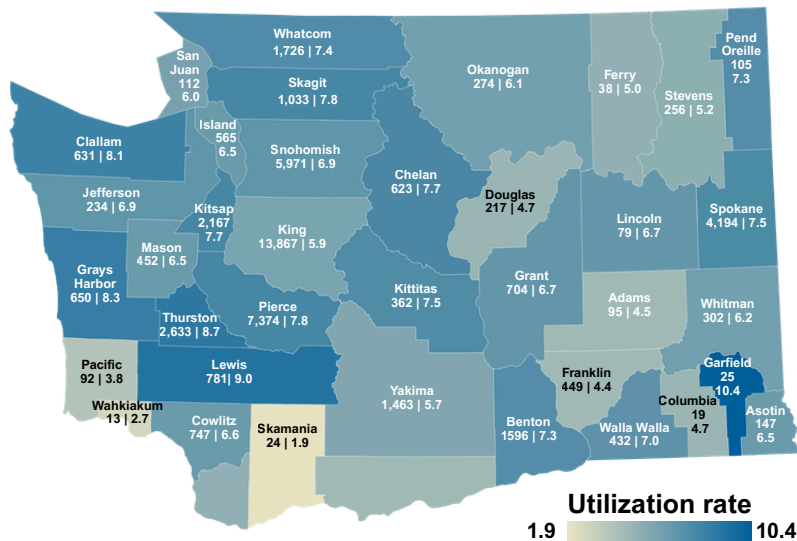 Whatcom
1,726 | 7.4
San
Juan
112
6.0
Skagit
1,033 | 7.8
Okanogan
274 | 6.1
Ferry
38 | 5.0
Stevens
256 | 5.2
Pend
Oreille
105
7.3
Island
565
6.5
Clallam
631 | 8.1
Snohomish
5,971 | 6.9
Chelan
623 | 7.7
Douglas
217 | 4.7
Jefferson
234 | 6.9
Kitsap
2,167
7.7
King
13,867 | 5.9
Lincoln
79 | 6.7
Spokane
4,194 | 7.5
Mason
452 | 6.5
Grays
Harbor
650 | 8.3
Kittitas
362 | 7.5
Grant
704 | 6.7
Adams
95 | 4.5
Whitman
302 | 6.2
Thurston
2,633 | 8.7
Pierce
7,374 | 7.8
Pacific
92 | 3.8
Lewis
781| 9.0
Yakima
1,463 | 5.7
Franklin
449 | 4.4
Garfield
25
10.4
Columbia
19
4.7
Wahkiakum
13 | 2.7
Cowlitz
747 | 6.6
Skamania
24 | 1.9
Benton
1596 | 7.3
Walla Walla
432 | 7.0
Asotin
147
6.5
Utilization rate
1.9
10.4